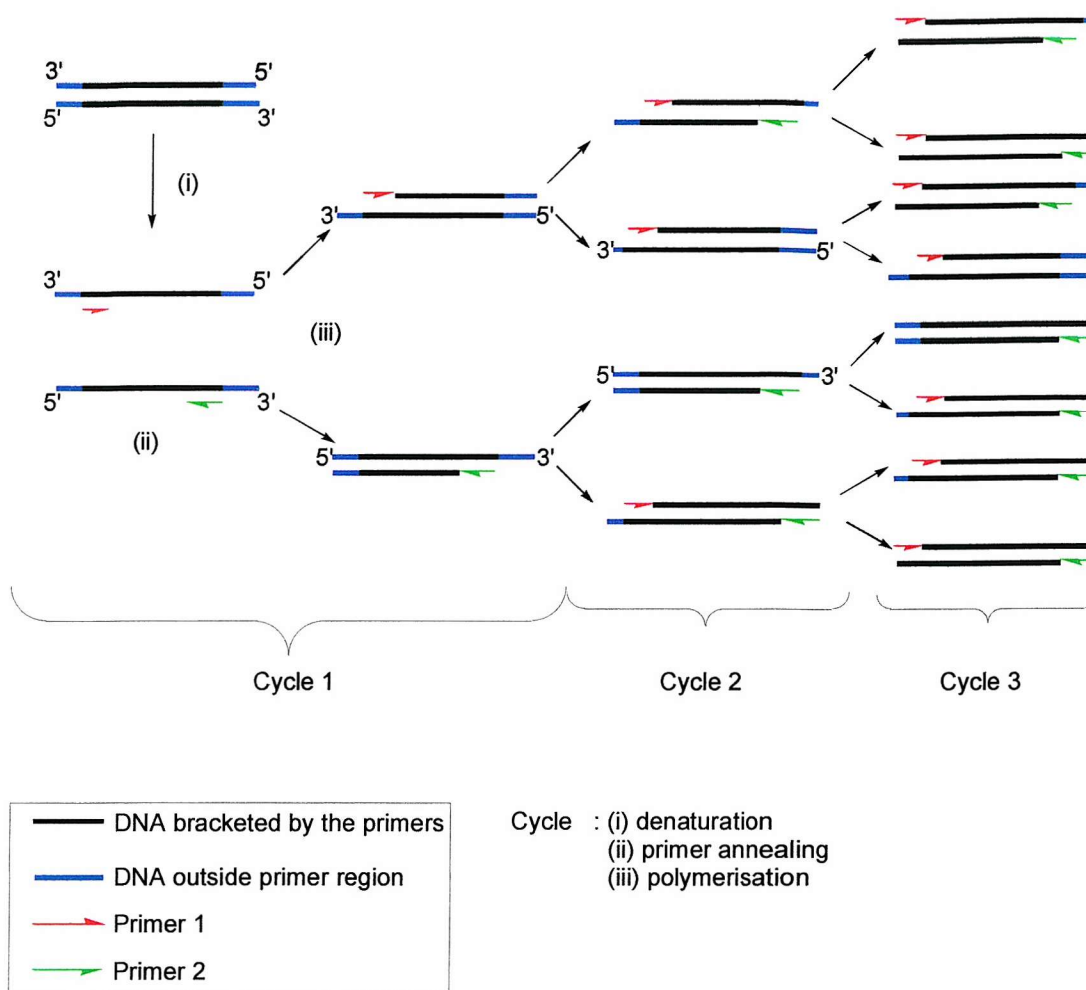 3' 5'
5' 3'
(i)
3' 5'
5'
3' 5'
(iii)
5' 3'
5' 3'
(ii)
5' 3'
Cycle 1 Cycle 2 Cycle 3
DNA bracketed by the primers
DNA outside primer region
Primer 1
Primer 2
Cycle : (i) denaturation
(ii) primer annealing
(iii) polymerisation